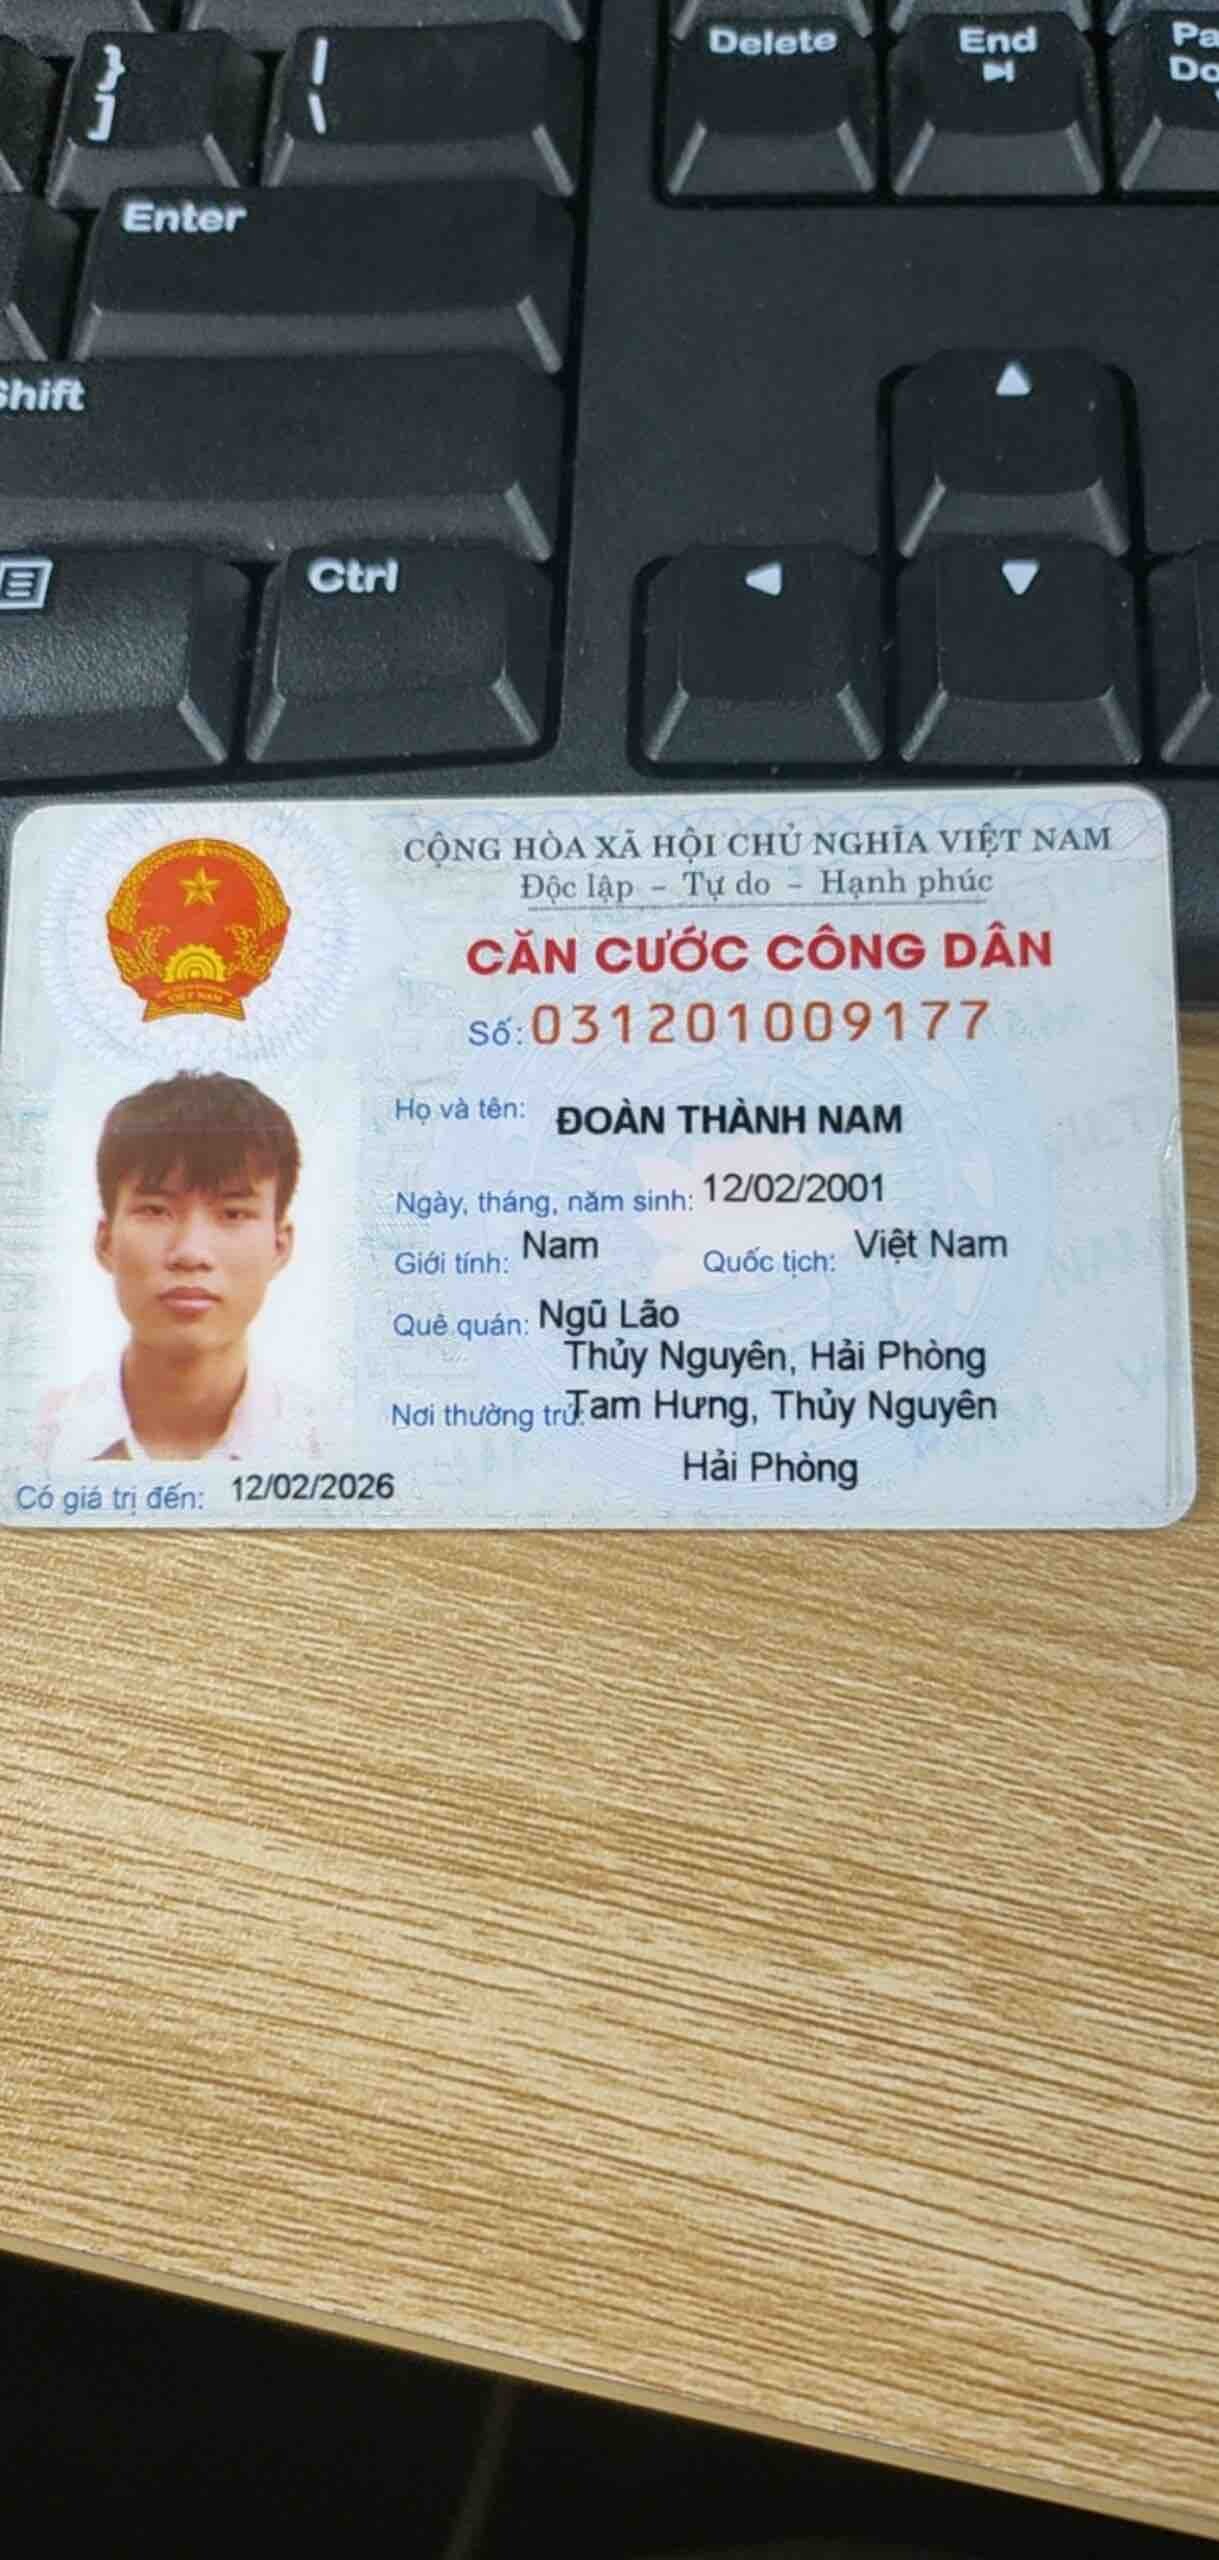 }
]
|
\
Delete
End
Enter
Shift
Ctrl
CỘNG HÒA XÃ HỘI CHỦ NGHĨA VIỆT NAM
Độc lập - Tự do - Hạnh phúc
CĂN CƯỚC CÔNG DÂN
Số: 031201009177
VIỆT NAM
Họ và tên: ĐOÀN THÀNH NAM
Ngày, tháng, năm sinh: 12/02/2001
Giới tính: Nam Quốc tịch: Việt Nam
Quê quán: Ngũ Lão
Thủy Nguyên, Hải Phòng
Nơi thường trú: Tam Hưng, Thủy Nguyên
Hải Phòng
Có giá trị đến: 12/02/2026